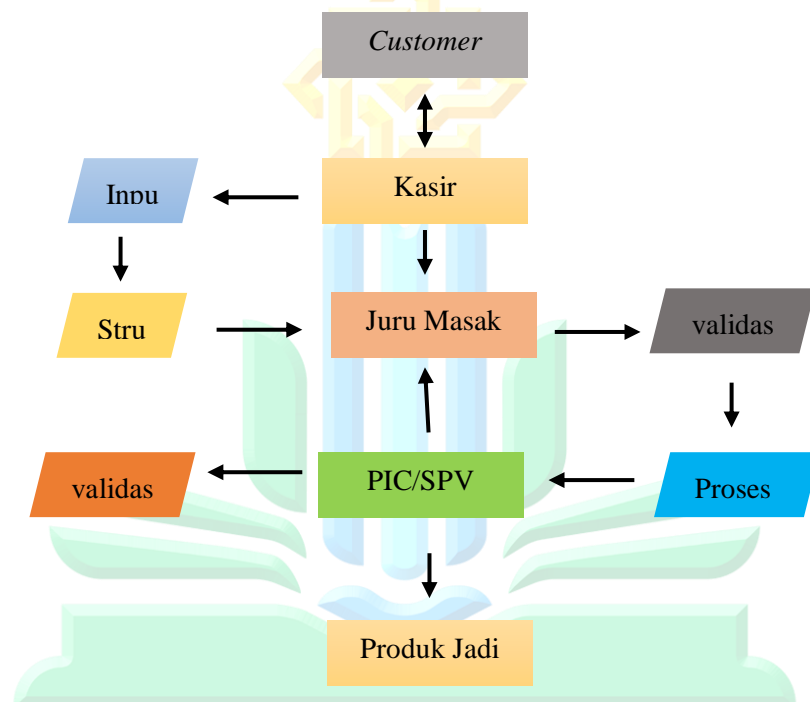 Customer
Kasir
Inpu
Juru Masak
Stru
validas
PIC/SPV
validas
Proses
Produk Jadi